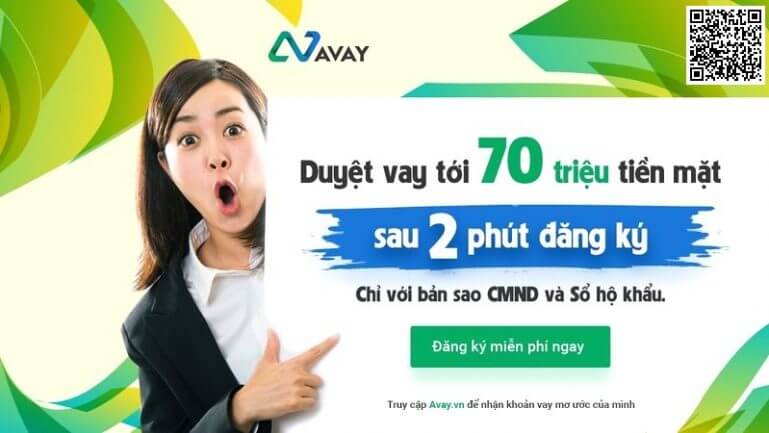 AVAY
Duyệt vay tới 70 triệu tiền mặt
sau 2 phút đăng ký
Chỉ với bản sao CMND và Sổ hộ khẩu.
Đăng ký miễn phí ngay
Truy cập Avay.vn để nhận khoản vay mơ ước của mình